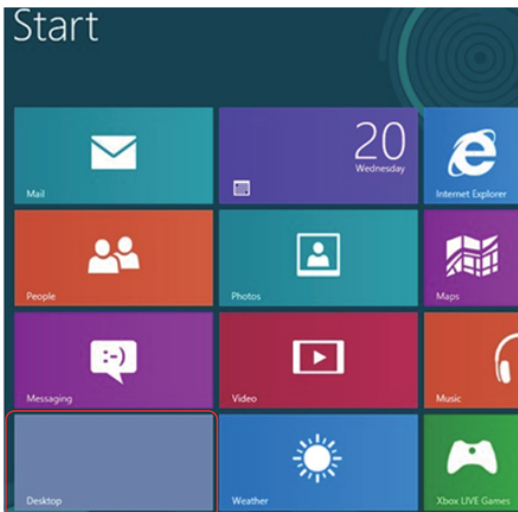 Start
Mail
20
Wednesday
Internet Explorer
People
Photos
Maps
Messaging
:-)
Video
Music
Desktop
Weather
Xbox LIVE Games